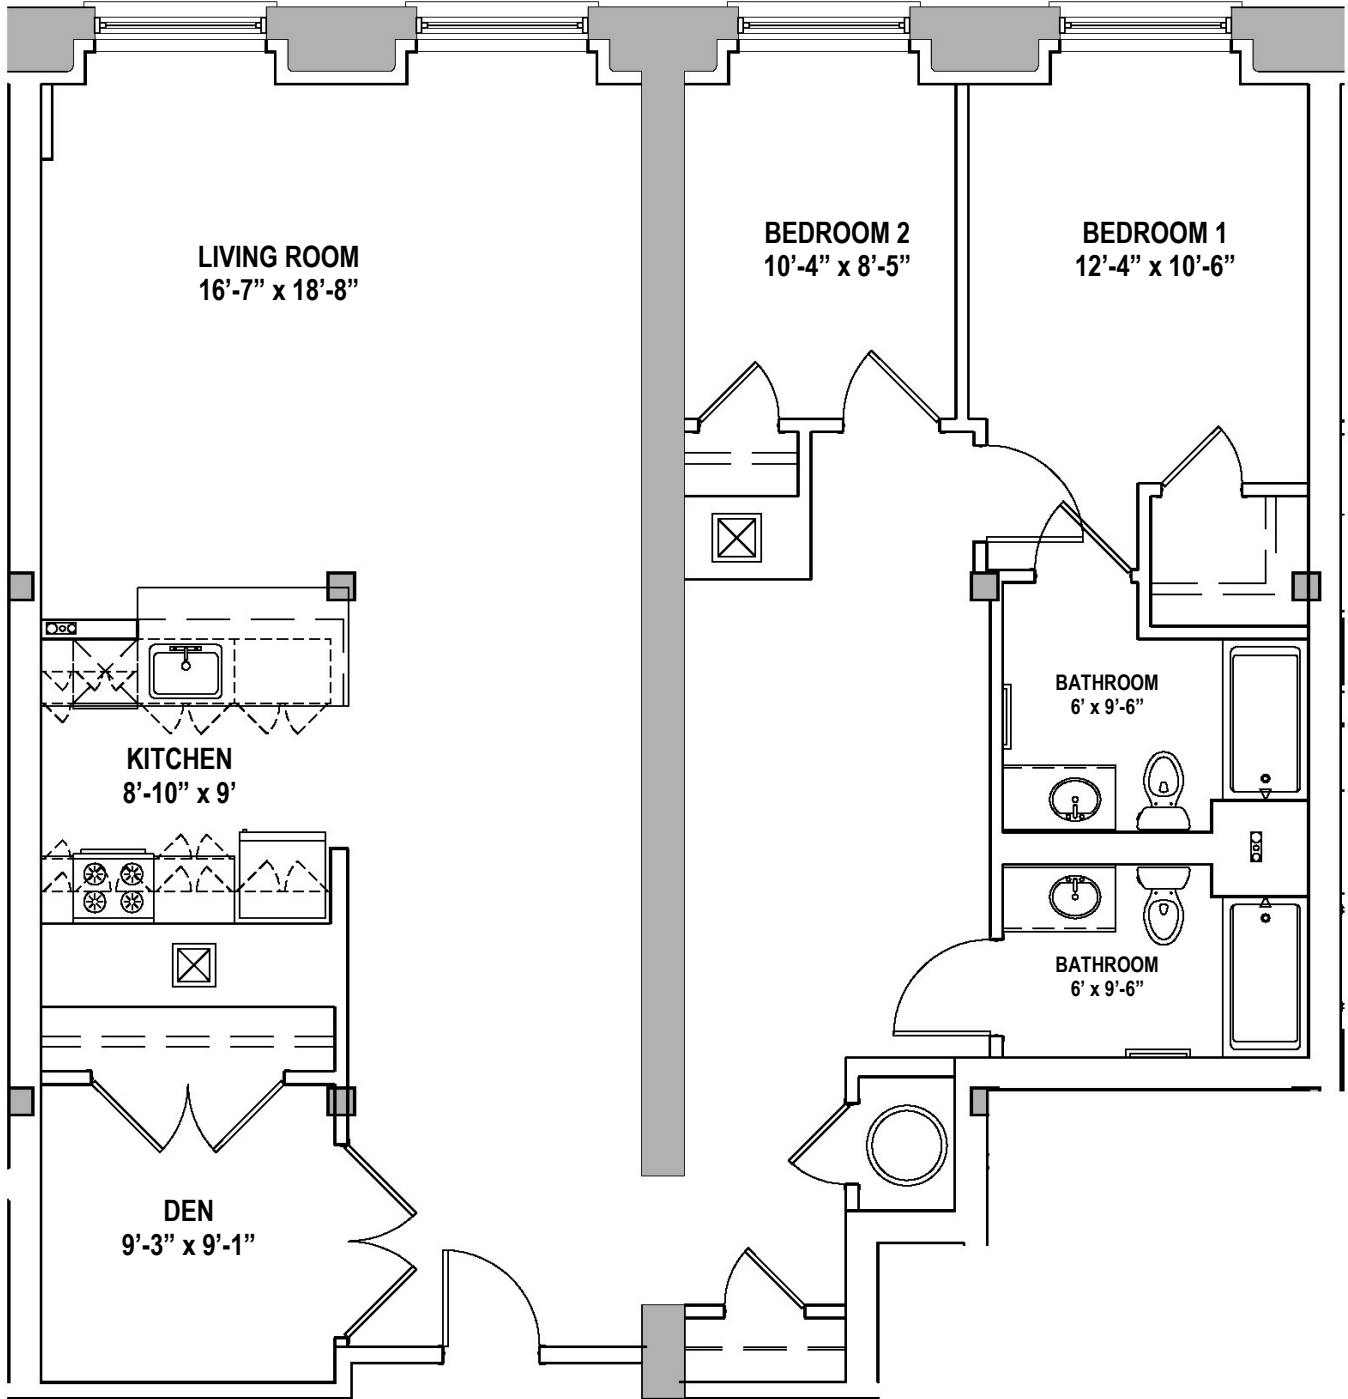 LIVING ROOM
16’-7” x 18’-8”
BEDROOM 2
10’-4” x 8’-5”
BEDROOM 1
12’-4” x 10’-6”
BATHROOM
6’ x 9’-6”
KITCHEN
8’-10” x 9’
BATHROOM
6’ x 9’-6”
DEN
9’-3” x 9’-1”